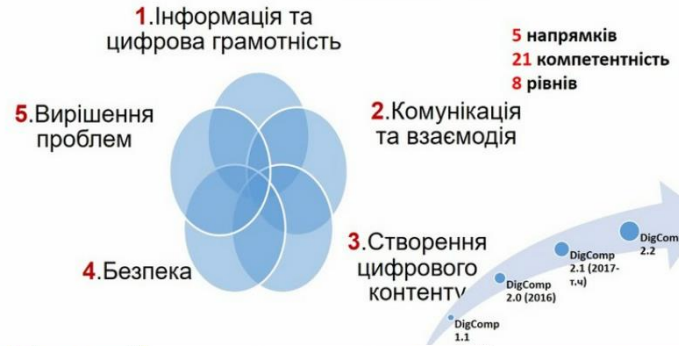 1.Інформація та
цифрова грамотність
5 напрямків
21 компетентність
8 рівнів
5.Вирішення
проблем
2.Комунікація
та взаємодія
4.Безпека
3.Створення
цифрового
контенту
DigComp
1.1
DigComp
2.0 (2016)
DigComp
2.1 (2017-
т.ч)
DigCom
2.2